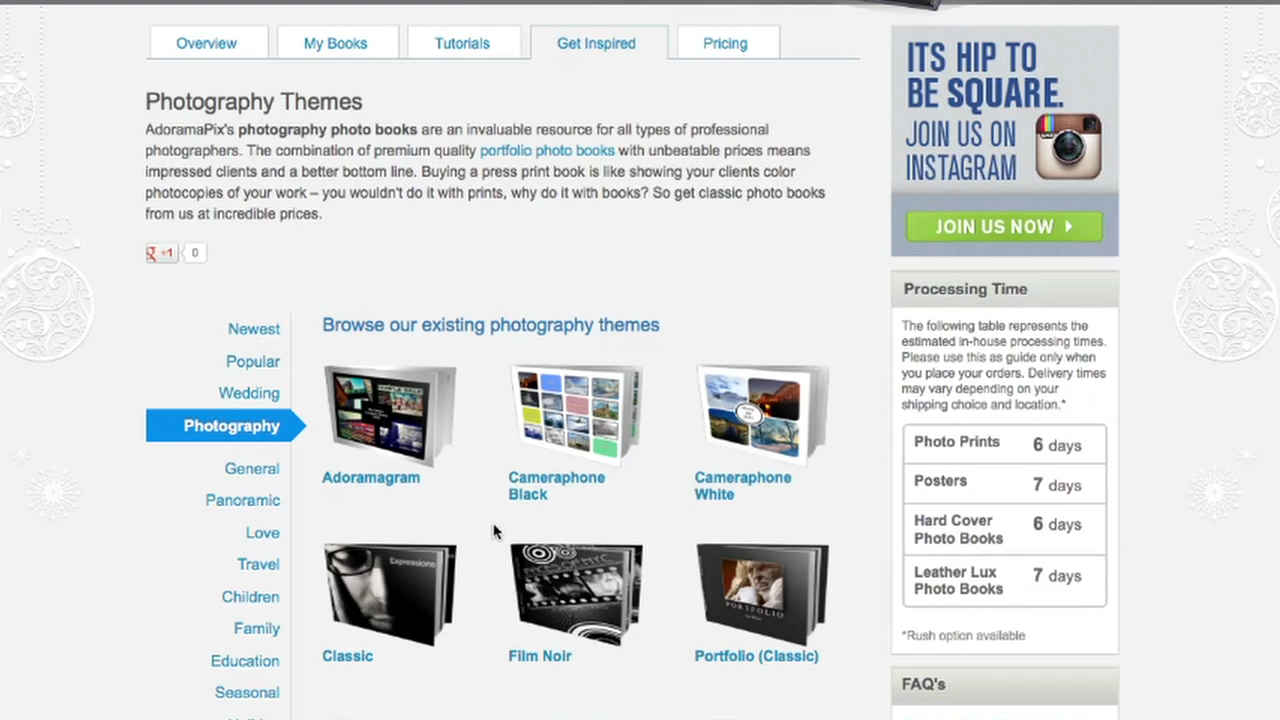 Overview
My Books
Tutorials
Get Inspired
Pricing
Photography Themes
AdoramaPix's photography photo books are an invaluable resource for all types of professional
photographers. The combination of premium quality portfolio photo books with unbeatable prices means
impressed clients and a better bottom line. Buying a press print book is like showing your clients color
photocopies of your work – you wouldn't do it with prints, why do it with books? So get classic photo books
from us at incredible prices.
g +1
0
Newest
Popular
Wedding
Photography
General
Panoramic
Love
Travel
Children
Family
Education
Seasonal
Browse our existing photography themes
Adoramagram
Cameraphone
Black
Cameraphone
White
Expressions
Classic
Film Noir
PORTFOLIO
Portfolio (Classic)
ITS HIP TO
BE SQUARE.
JOIN US ON
INSTAGRAM
JOIN US NOW
Processing Time
The following table represents the
estimated in-house processing times.
Please use this as guide only when
you place your orders. Delivery times
may vary depending on your
shipping choice and location.*
Photo Prints 6 days
Posters 7 days
Hard Cover
Photo Books 6 days
Leather Lux
Photo Books 7 days
*Rush option available
FAQ's